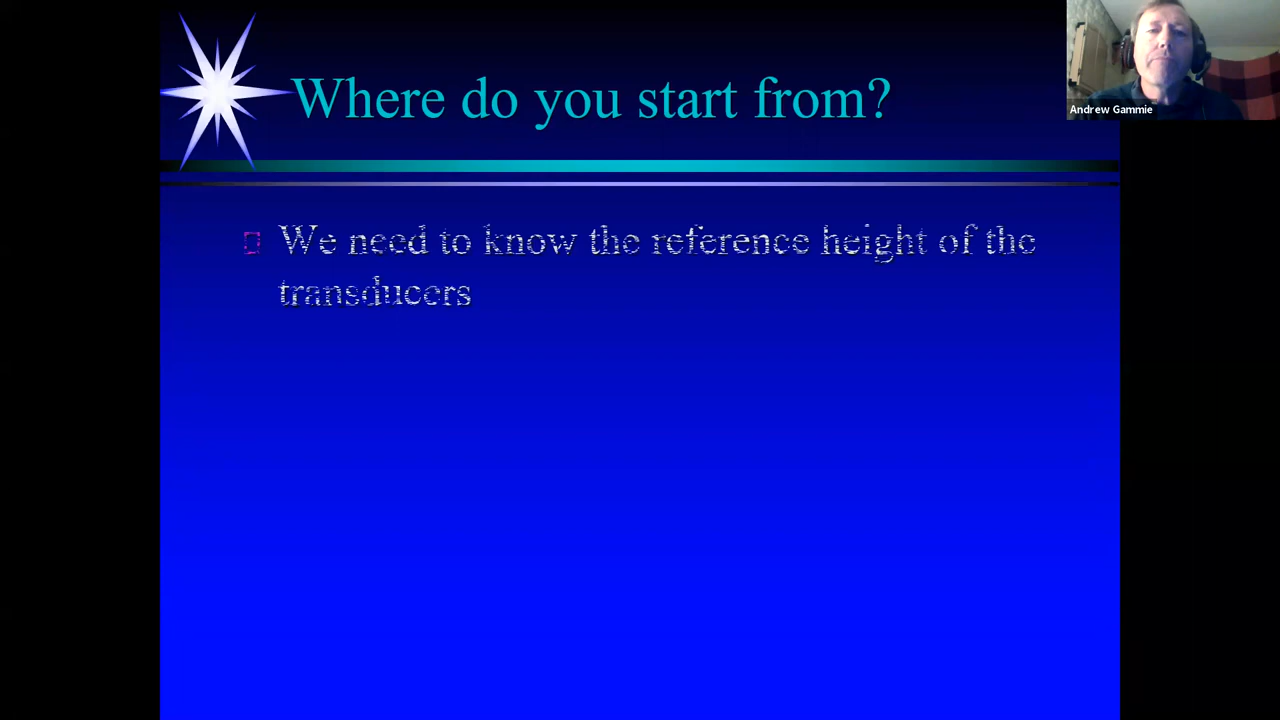 Where do you start from?
Andrew Gammie
We need to know the reference height of the
transducers